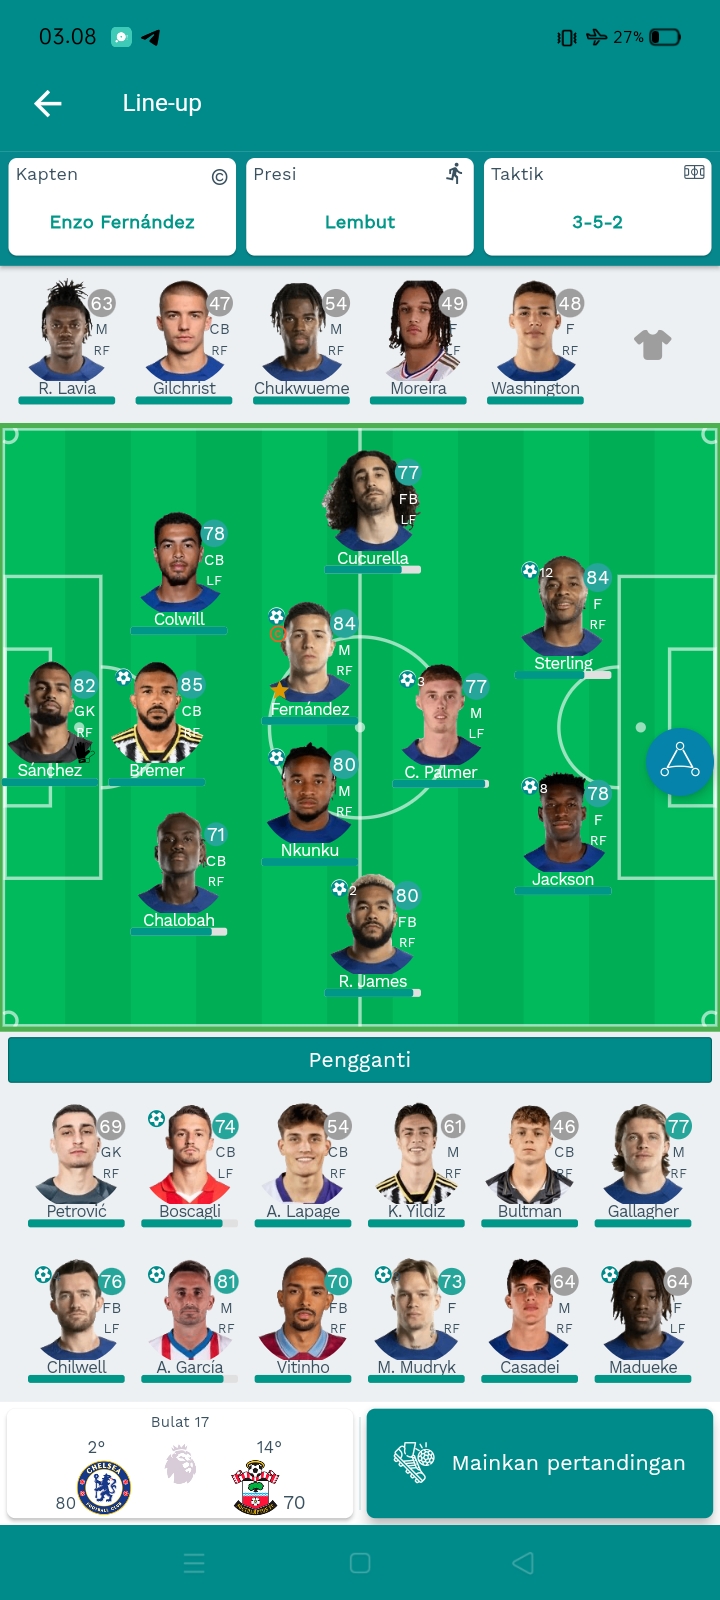 03.08
27%
Line-up
Kapten ©
Enzo Fernández
Presi
Lembut
Taktik
3-5-2
63 M RF R. Lavia
47 CB RF Gilchrist
54 M RF Chukwueme
49 F LF Moreira
48 F RF Washington
77 FB LF Cucurella
78 CB LF Colwill
12 84 F RF Sterling
C 84 M RF Fernández
82 GK RF Sánchez
85 CB RF Bremer
3 77 M LF C. Palmer
80 M RF Nkunku
8 78 F RF Jackson
71 CB RF Chalobah
2 80 FB RF R. James
Pengganti
69 GK RF Petrović
74 CB LF Boscagli
54 CB RF A. Lapage
61 M RF K. Yildiz
46 CB RF Bultman
77 M RF Gallagher
76 FB LF Chilwell
81 M RF A. García
70 FB RF Vitinho
73 F RF M. Mudryk
64 M RF Casadei
64 F LF Madueke
Bulat 17
2° 14°
CHELSEA
FOOTBALL CLUB
80 70
Mainkan pertandingan